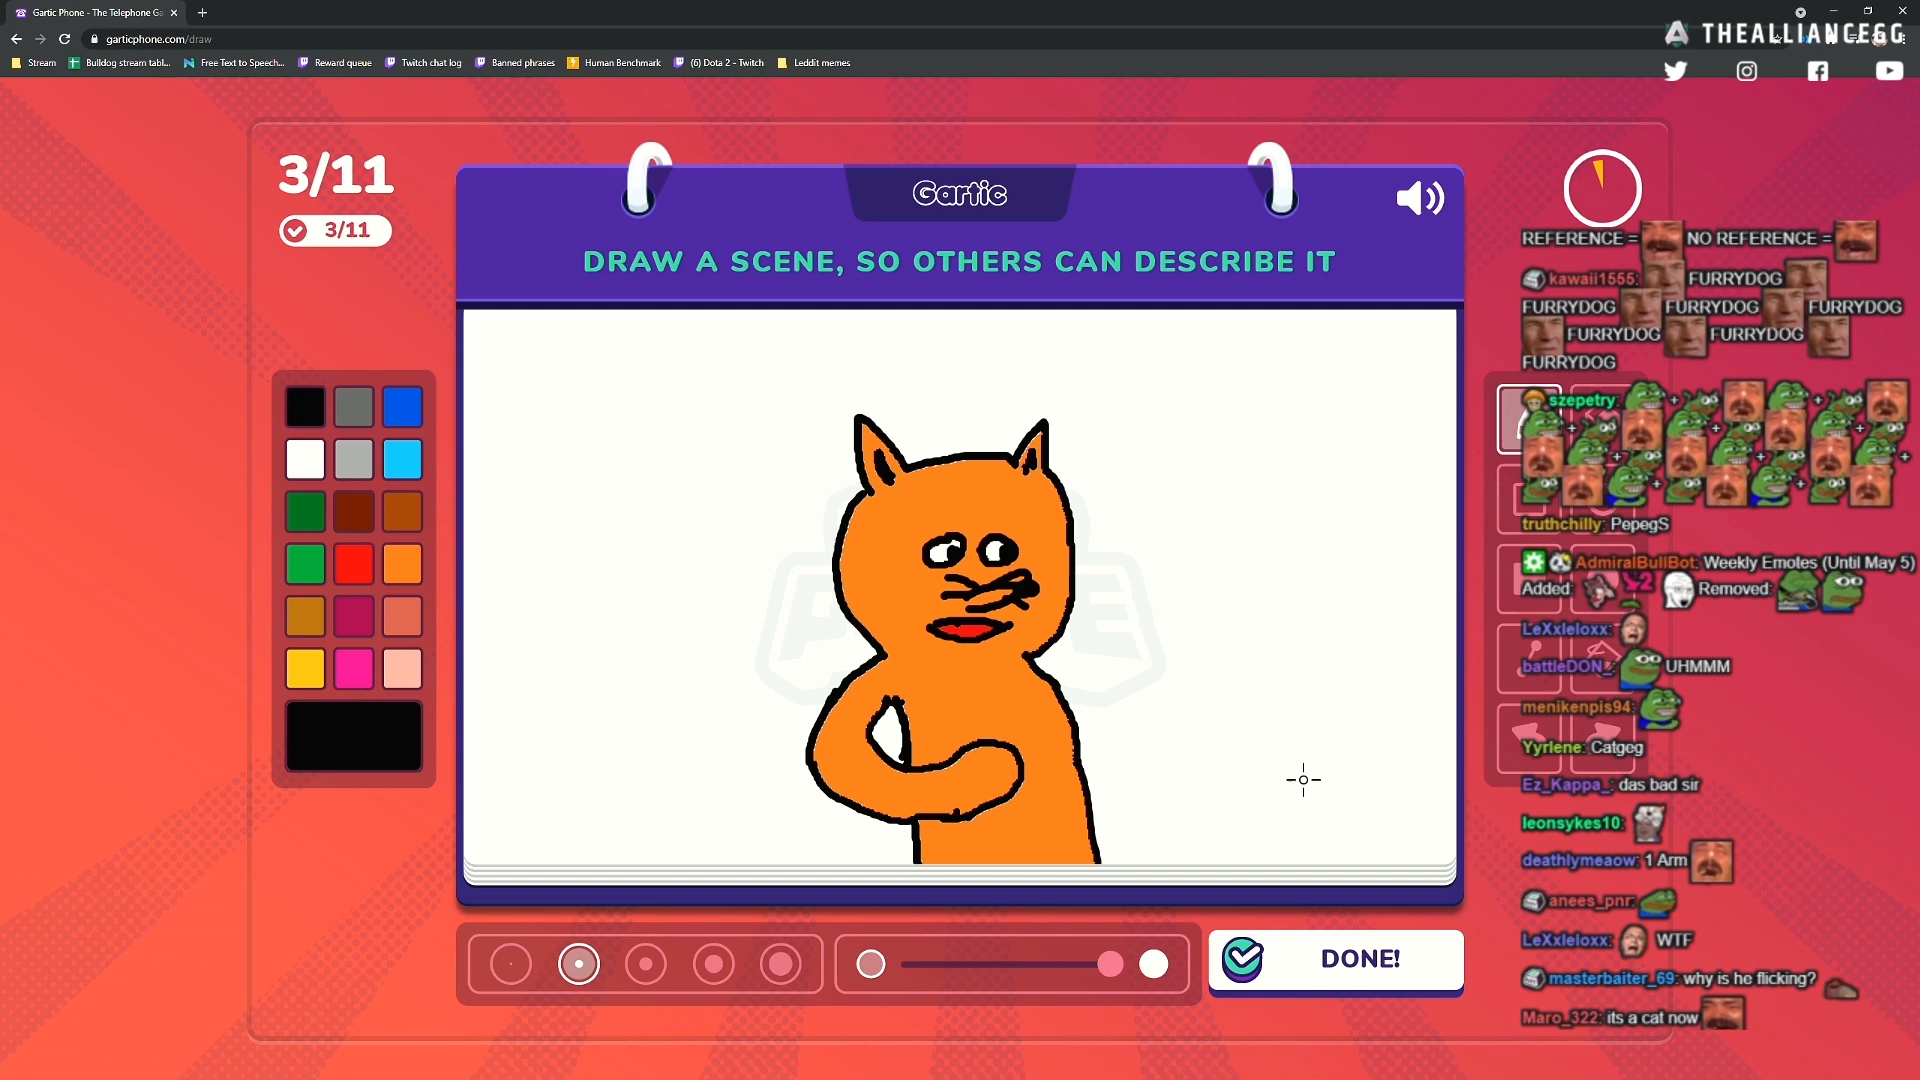 Gartic Phone - The Telephone Ga
garticphone.com/draw
THEALLIANCEGG
Stream
Bulldog stream tabl...
Free Text to Speech...
Reward queue
Twitch chat log
Banned phrases
Human Benchmark
(6) Dota 2 - Twitch
Leddit memes
3/11
3/11
Gartic
DRAW A SCENE, SO OTHERS CAN DESCRIBE IT
REFERENCE = NO REFERENCE =
kawaii1555: FURRYDOG
FURRYDOG FURRYDOG FURRYDOG
FURRYDOG FURRYDOG
FURRYDOG
szepetry: + + +
+ + +
+ + + +
+ + +
truthchilly: PepegS
AdmiralBullBot: Weekly Emotes (Until May 5)
Added: Removed:
LeXxleloxx:
battleDON_: UHMMM
menikenpis94:
Yyrlene: Catgeg
Ez_Kappa_: das bad sir
leonsykes10:
deathlymeaow: 1 Arm
anees_pnr:
LeXxleloxx: WTF
masterbaiter_69: why is he flicking?
Maro_322: its a cat now
DONE!